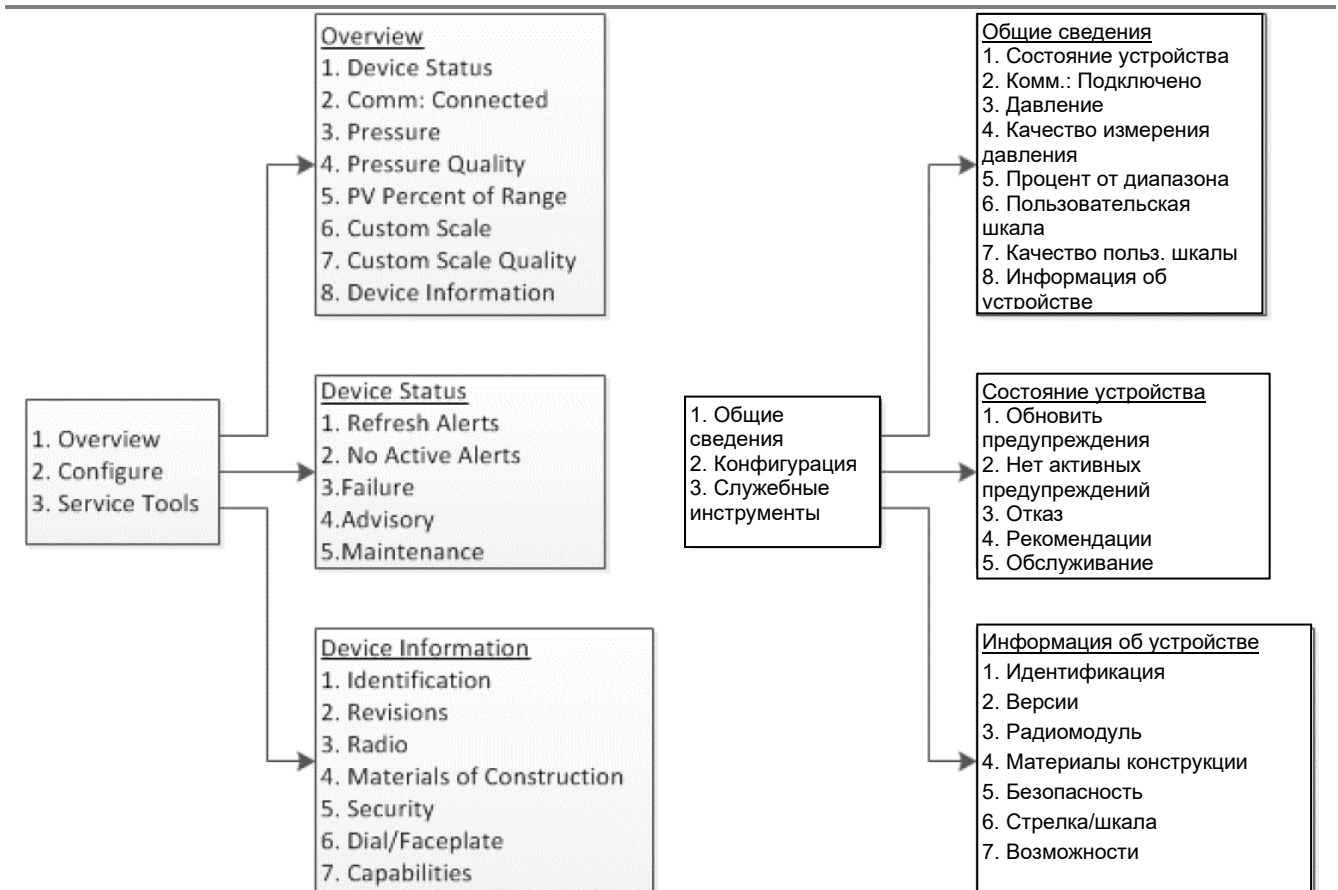 Overview
1. Device Status
2. Comm: Connected
3. Pressure
4. Pressure Quality
5. PV Percent of Range
6. Custom Scale
7. Custom Scale Quality
8. Device Information
1. Overview
2. Configure
3. Service Tools
Device Status
1. Refresh Alerts
2. No Active Alerts
3.Failure
4.Advisory
5.Maintenance
Device Information
1. Identification
2. Revisions
3. Radio
4. Materials of Construction
5. Security
6. Dial/Faceplate
7. Capabilities
Общие сведения
1. Состояние устройства
2. Комм.: Подключено
3. Давление
4. Качество измерения
давления
5. Процент от диапазона
6. Пользовательская
шкала
7. Качество польз. шкалы
8. Информация об
устройстве
1. Общие
сведения
2. Конфигурация
3. Служебные
инструменты
Состояние устройства
1. Обновить
предупреждения
2. Нет активных
предупреждений
3. Отказ
4. Рекомендации
5. Обслуживание
Информация об устройстве
1. Идентификация
2. Версии
3. Радиомодуль
4. Материалы конструкции
5. Безопасность
6. Стрелка/шкала
7. Возможности